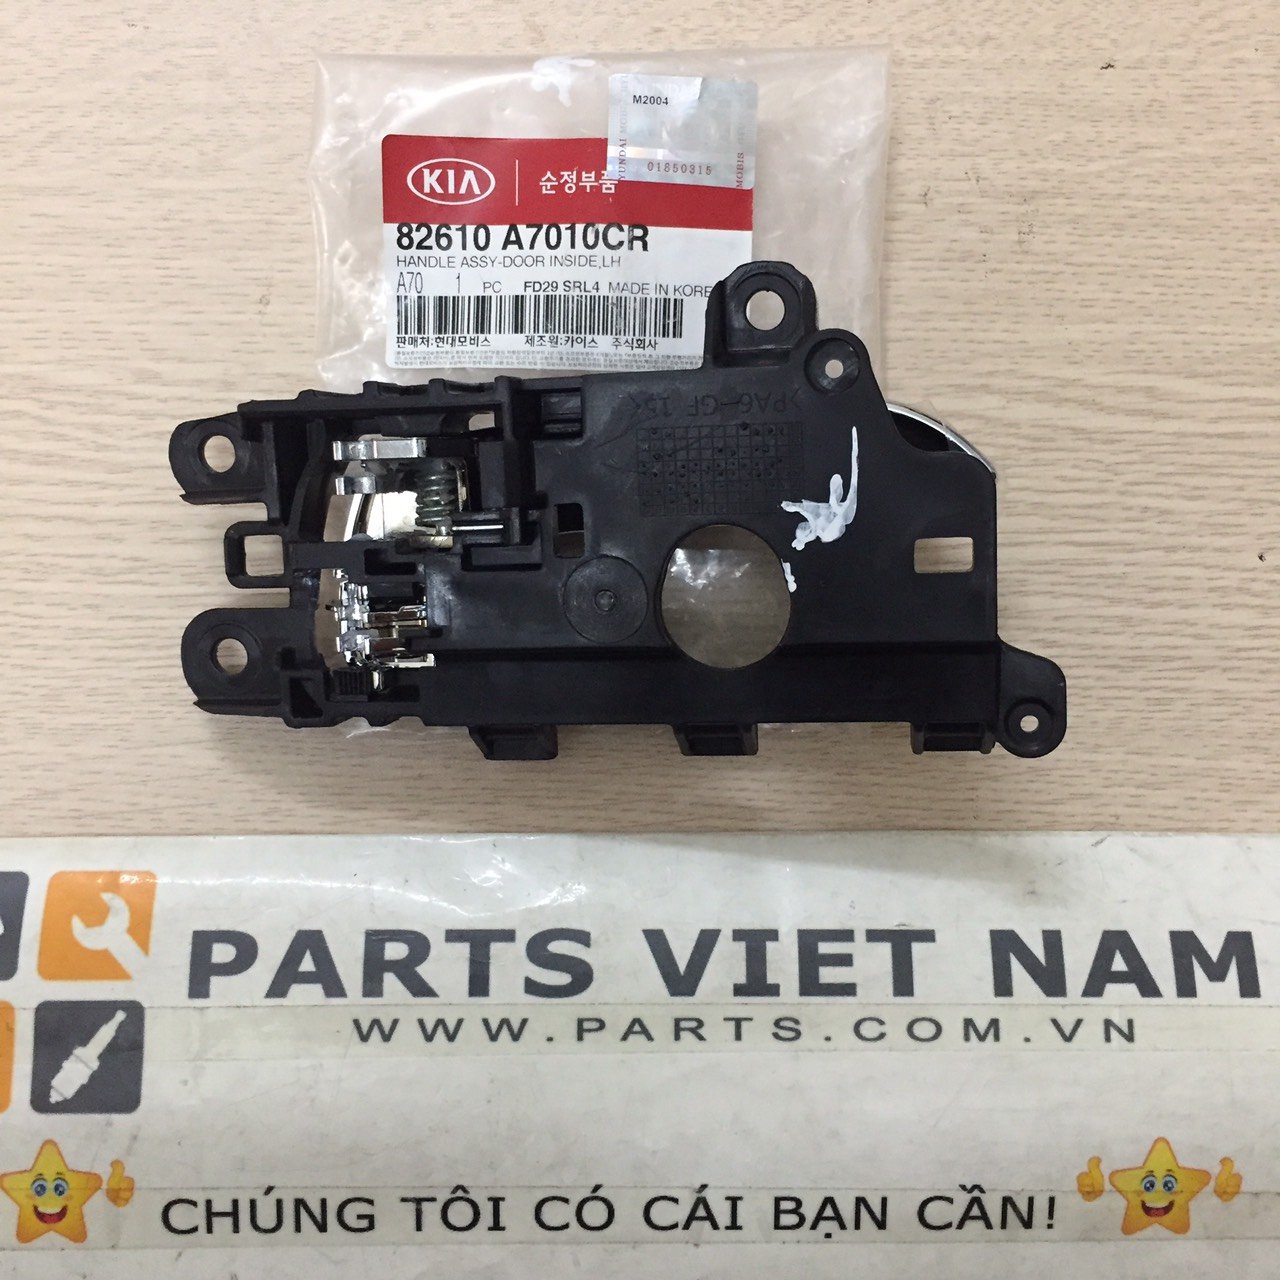 M2004
HYUNDAI MOBIS
01850315
MOBIS
KIA
순정부품
82610 A7010CR
HANDLE ASSY-DOOR INSIDE,LH
A70 1 PC FD29 SRL4 MADE IN KORE
판매처:현대모비스 제조원:카이스 주식회사
>PA6-GF 15<
PARTS VIET NAM
WWW.PARTS.COM.VN
CHÚNG TÔI CÓ CÁI BẠN CẦN!